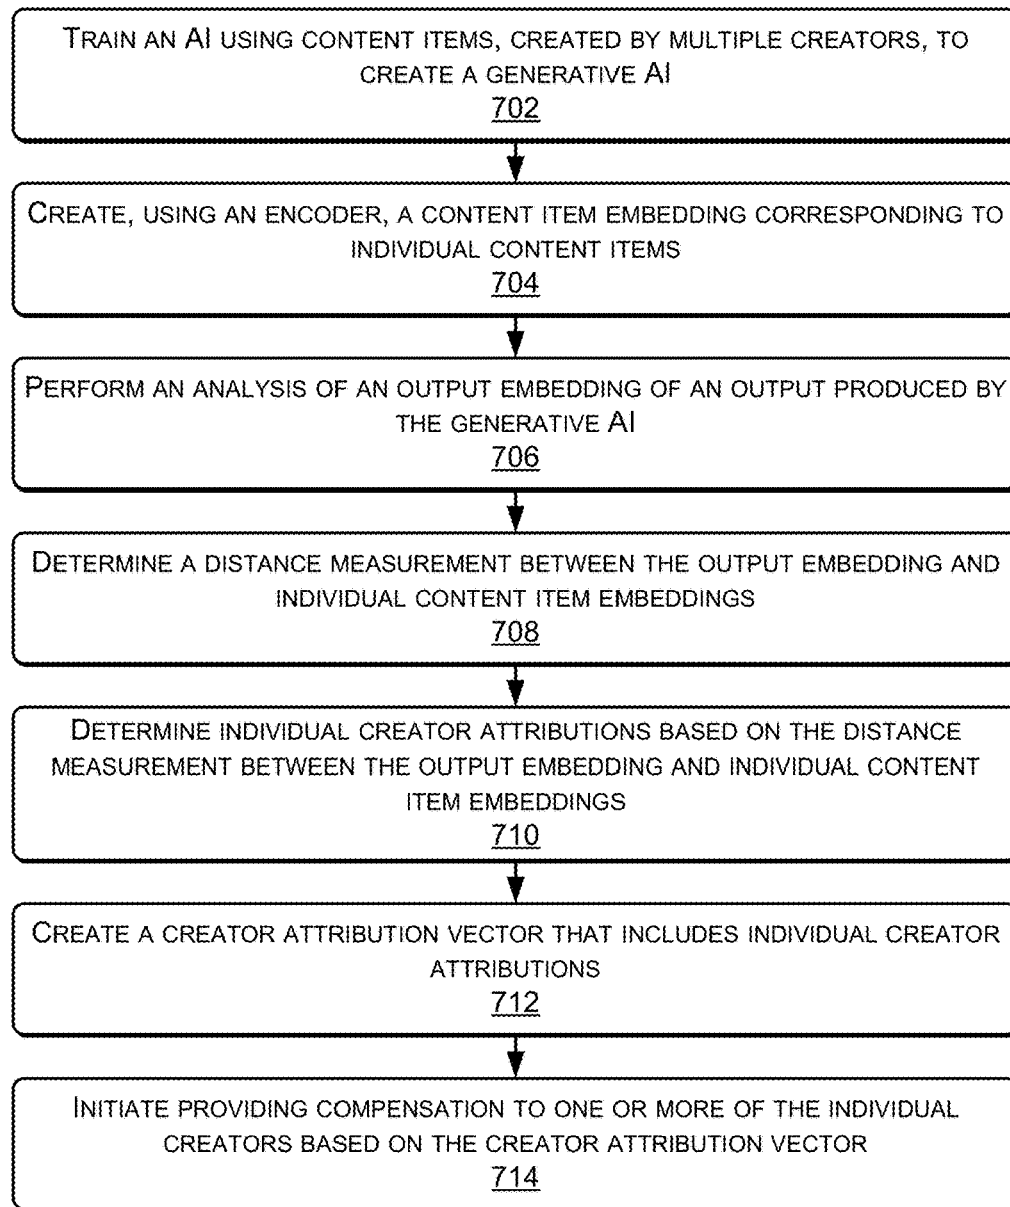 TRAIN AN AI USING CONTENT ITEMS, CREATED BY MULTIPLE CREATORS, TO
CREATE A GENERATIVE AI
702
CREATE, USING AN ENCODER, A CONTENT ITEM EMBEDDING CORRESPONDING TO
INDIVIDUAL CONTENT ITEMS
704
PERFORM AN ANALYSIS OF AN OUTPUT EMBEDDING OF AN OUTPUT PRODUCED BY
THE GENERATIVE AI
706
DETERMINE A DISTANCE MEASUREMENT BETWEEN THE OUTPUT EMBEDDING AND
INDIVIDUAL CONTENT ITEM EMBEDDINGS
708
DETERMINE INDIVIDUAL CREATOR ATTRIBUTIONS BASED ON THE DISTANCE
MEASUREMENT BETWEEN THE OUTPUT EMBEDDING AND INDIVIDUAL CONTENT
ITEM EMBEDDINGS
710
CREATE A CREATOR ATTRIBUTION VECTOR THAT INCLUDES INDIVIDUAL CREATOR
ATTRIBUTIONS
712
INITIATE PROVIDING COMPENSATION TO ONE OR MORE OF THE INDIVIDUAL
CREATORS BASED ON THE CREATOR ATTRIBUTION VECTOR
714